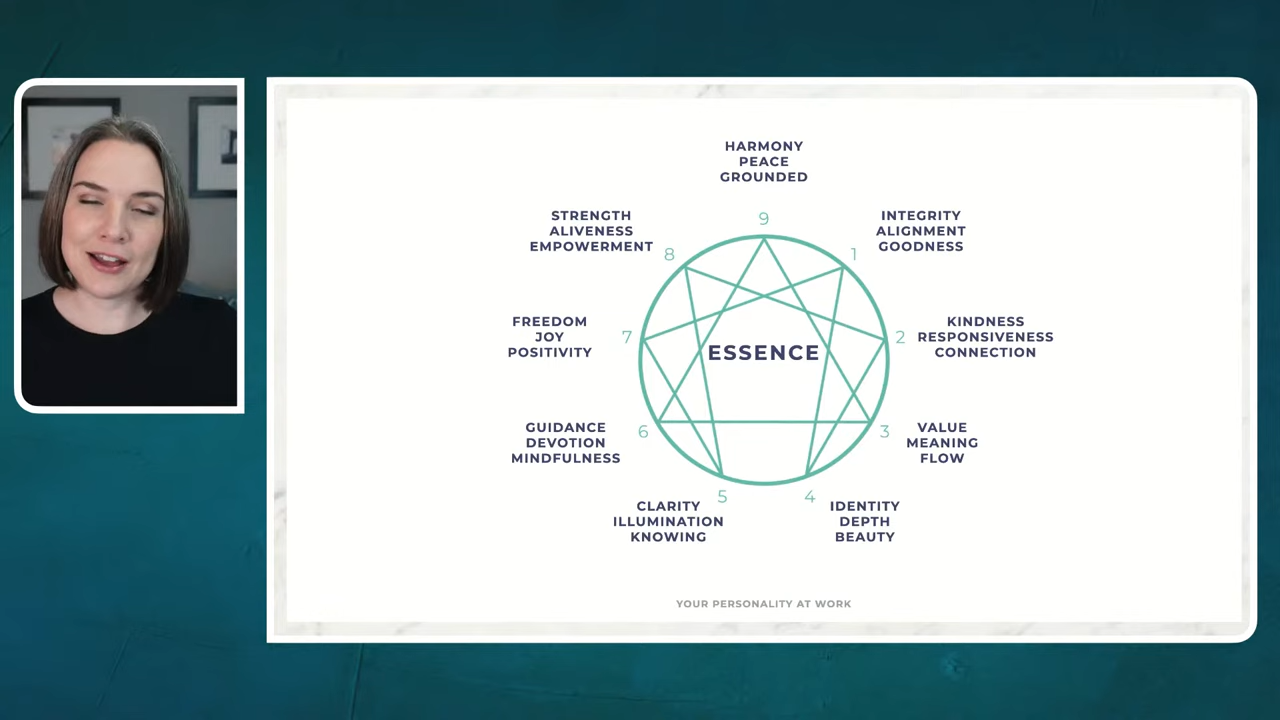 HARMONY
PEACE
GROUNDED
9
STRENGTH
ALIVENESS
EMPOWERMENT
8
INTEGRITY
ALIGNMENT
GOODNESS
1
FREEDOM
JOY
POSITIVITY
7
ESSENCE
2
KINDNESS
RESPONSIVENESS
CONNECTION
GUIDANCE
DEVOTION
MINDFULNESS
6
3
VALUE
MEANING
FLOW
CLARITY
ILLUMINATION
KNOWING
5
4
IDENTITY
DEPTH
BEAUTY
YOUR PERSONALITY AT WORK